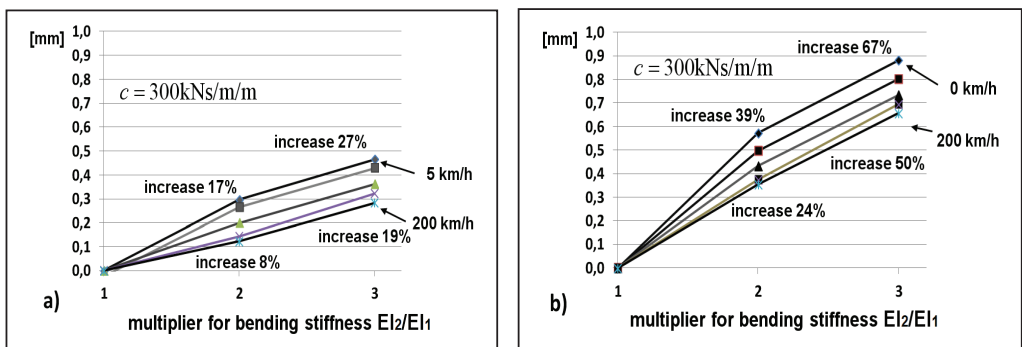 [mm]
1,0
0,9
0,8
0,7
0,6
0,5
0,4
0,3
0,2
0,1
0,0
c = 300kNs/m/m
increase 27%
increase 17%
5 km/h
200 km/h
increase 19%
increase 8%
1 2 3
a)
multiplier for bending stiffness EI2/EI1
[mm]
1,0
0,9
0,8
0,7
0,6
0,5
0,4
0,3
0,2
0,1
0,0
increase 67%
c = 300kNs/m/m
0 km/h
increase 39%
200 km/h
increase 50%
increase 24%
1 2 3
b)
multiplier for bending stiffness EI2/EI1